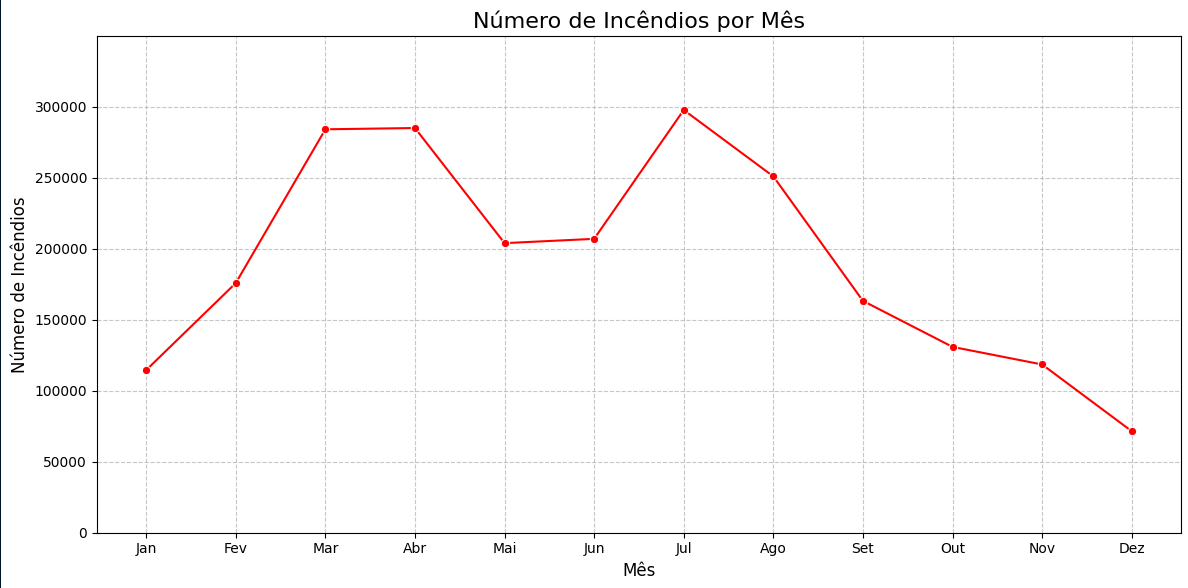 Número de Incêndios por Mês
Número de Incêndios
300000
250000
200000
150000
100000
50000
0
Jan Fev Mar Abr Mai Jun Jul Ago Set Out Nov Dez
Mês